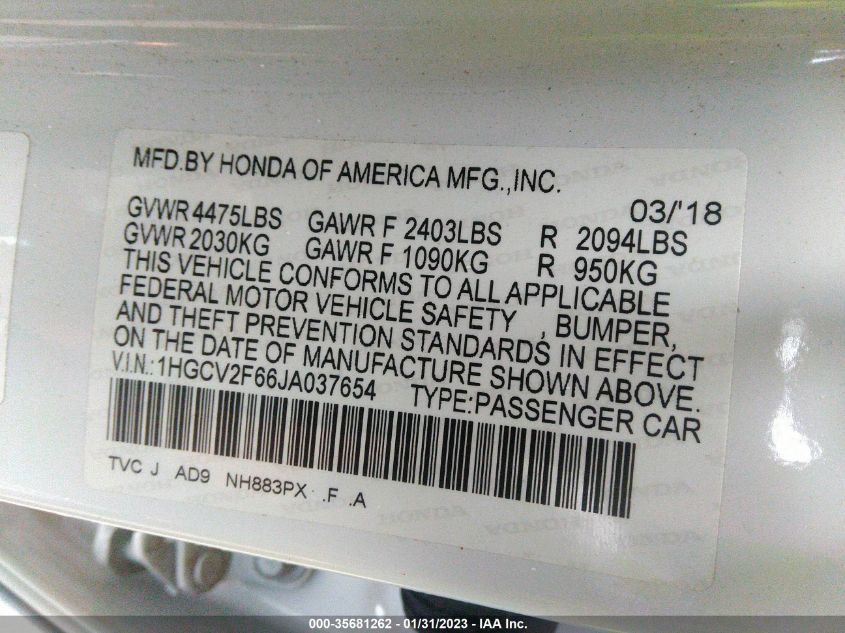 MFD.BY HONDA OF AMERICA MFG.,INC.
03/'18
GVWR 4475LBS GAWR F 2403LBS R 2094LBS
GVWR 2030KG GAWR F 1090KG R 950KG
THIS VEHICLE CONFORMS TO ALL APPLICABLE
FEDERAL MOTOR VEHICLE SAFETY , BUMPER,
AND THEFT PREVENTION STANDARDS IN EFFECT
ON THE DATE OF MANUFACTURE SHOWN ABOVE.
V.I.N.:1HGCV2F66JA037654 TYPE:PASSENGER CAR
TVC J AD9 NH883PX .F .A
HONDA
000-35681262 - 01/31/2023 - IAA Inc.